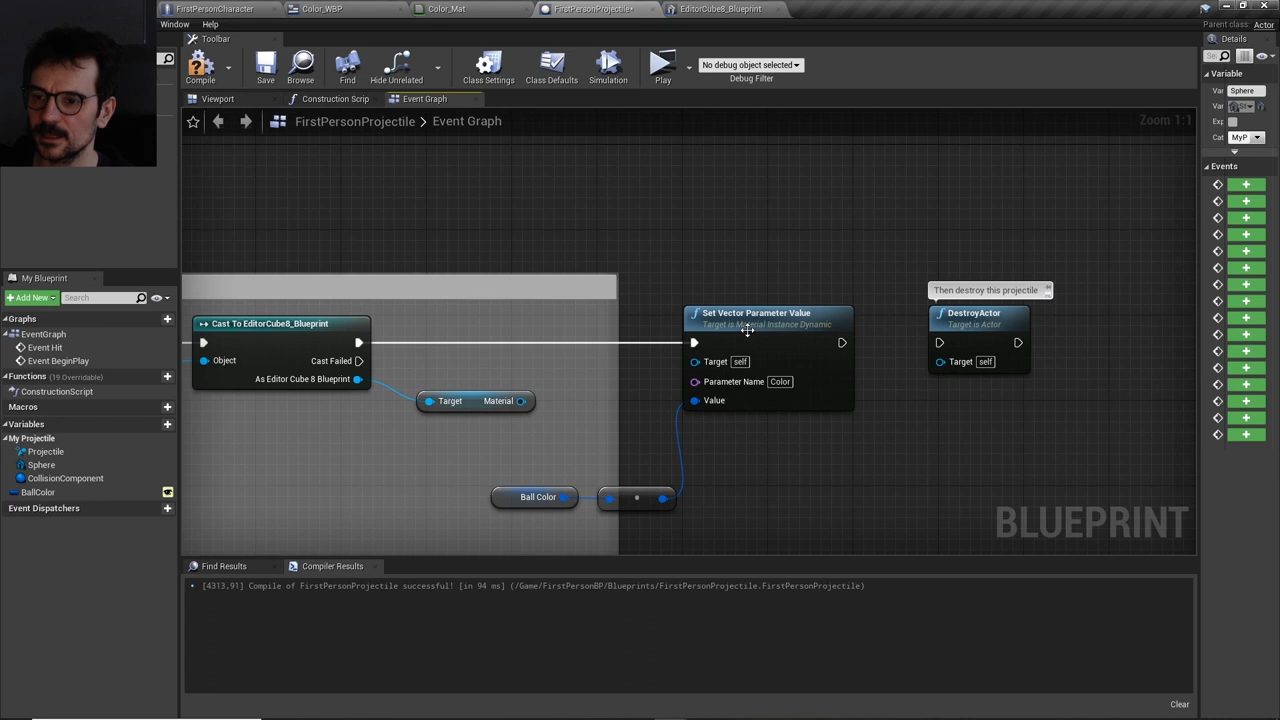 FirstPersonCharacter
Color_WBP
Color_Mat
FirstPersonProjectile•
EditorCube8_Blueprint
Window Help
Parent class: Actor
Toolbar
Details
Compile
Save
Browse
Find
Hide Unrelated
Class Settings
Class Defaults
Simulation
Play
No debug object selected
Debug Filter
Variable
Sphere
Exp
Cat MyP
Events
Viewport
Construction Scrip
Event Graph
FirstPersonProjectile > Event Graph
Zoom 1:1
My Blueprint
+ Add New
Search
Graphs
EventGraph
Event Hit
Event BeginPlay
Functions (19 Overridable)
ConstructionScript
Macros
Variables
My Projectile
Projectile
Sphere
CollisionComponent
BallColor
Event Dispatchers
Cast To EditorCube8_Blueprint
Object
Cast Failed
As Editor Cube 8 Blueprint
Target Material
Ball Color
Set Vector Parameter Value
Target is Material Instance Dynamic
Target self
Parameter Name Color
Value
Then destroy this projectile
DestroyActor
Target is Actor
Target self
BLUEPRINT
Find Results
Compiler Results
[4313,91] Compile of FirstPersonProjectile successful! [in 94 ms] (/Game/FirstPersonBP/Blueprints/FirstPersonProjectile.FirstPersonProjectile)
Clear